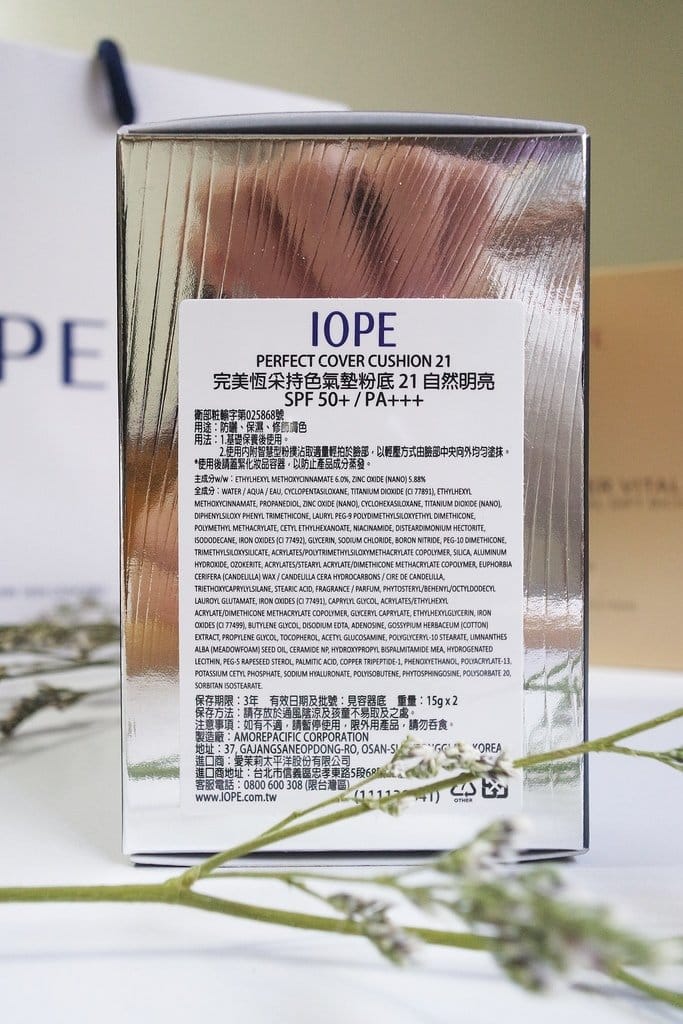 IOPE
PERFECT COVER CUSHION 21
完美恆采持色氣墊粉底 21 自然明亮
SPF 50+ / PA+++
衛部粧輸字第025868號
用途：防曬、保濕、修飾膚色
用法：1.基礎保養後使用。
2.使用內附智慧型粉撲沾取適量輕拍於臉部，以輕壓方式由臉部中央向外均勻塗抹。
*使用後請蓋緊化妝品容器，以防止產品成分蒸發。
主成分w/w：ETHYLHEXYL METHOXYCINNAMATE 6.0%, ZINC OXIDE (NANO) 5.88%
全成分：WATER / AQUA / EAU, CYCLOPENTASILOXANE, TITANIUM DIOXIDE (CI 77891), ETHYLHEXYL
METHOXYCINNAMATE, PROPANEDIOL, ZINC OXIDE (NANO), CYCLOHEXASILOXANE, TITANIUM DIOXIDE (NANO),
DIPHENYLSILOXY PHENYL TRIMETHICONE, LAURYL PEG-9 POLYDIMETHYLSILOXYETHYL DIMETHICONE,
POLYMETHYL METHACRYLATE, CETYL ETHYLHEXANOATE, NIACINAMIDE, DISTEARDIMONIUM HECTORITE,
ISODODECANE, IRON OXIDES (CI 77492), GLYCERIN, SODIUM CHLORIDE, BORON NITRIDE, PEG-10 DIMETHICONE,
TRIMETHYLSILOXYSILICATE, ACRYLATES/POLYTRIMETHYLSILOXYMETHACRYLATE COPOLYMER, SILICA, ALUMINUM
HYDROXIDE, OZOKERITE, ACRYLATES/STEARYL ACRYLATE/DIMETHICONE METHACRYLATE COPOLYMER, EUPHORBIA
CERIFERA (CANDELILLA) WAX / CANDELILLA CERA HYDROCARBONS / CIRE DE CANDELILLA,
TRIETHOXYCAPRYLYLSILANE, STEARIC ACID, FRAGRANCE / PARFUM, PHYTOSTERYL/BEHENYL/OCTYLDODECYL
LAUROYL GLUTAMATE, IRON OXIDES (CI 77491), CAPRYLYL GLYCOL, ACRYLATES/ETHYLHEXYL
ACRYLATE/DIMETHICONE METHACRYLATE COPOLYMER, GLYCERYL CAPRYLATE, ETHYLHEXYLGLYCERIN, IRON
OXIDES (CI 77499), BUTYLENE GLYCOL, DISODIUM EDTA, ADENOSINE, GOSSYPIUM HERBACEUM (COTTON)
EXTRACT, PROPYLENE GLYCOL, TOCOPHEROL, ACETYL GLUCOSAMINE, POLYGLYCERYL-10 STEARATE, LIMNANTHES
ALBA (MEADOWFOAM) SEED OIL, CERAMIDE NP, HYDROXYPROPYL BISPALMITAMIDE MEA, HYDROGENATED
LECITHIN, PEG-5 RAPESEED STEROL, PALMITIC ACID, COPPER TRIPEPTIDE-1, PHENOXYETHANOL, POLYACRYLATE-13,
POTASSIUM CETYL PHOSPHATE, SODIUM HYALURONATE, POLYISOBUTENE, PHYTOSPHINGOSINE, POLYSORBATE 20,
SORBITAN ISOSTEARATE.
保存期限：3年 有效日期及批號：見容器底 重量：15g x 2
保存方法：請存放於通風陰涼及孩童不易取及之處。
注意事項：如有不適，請暫停使用，限外用產品，請勿吞食。
製造廠：AMOREPACIFIC CORPORATION
地址：37, GAJANGSANEOPDONG-RO, OSAN-SI, KOREA
進口商：愛茉莉太平洋股份有限公司
進口商地址：台北市信義區忠孝東路5段68號
客服電話：0800 600 308 (限台灣區)
www.IOPE.com.tw
OTHER
OPE
VITAL